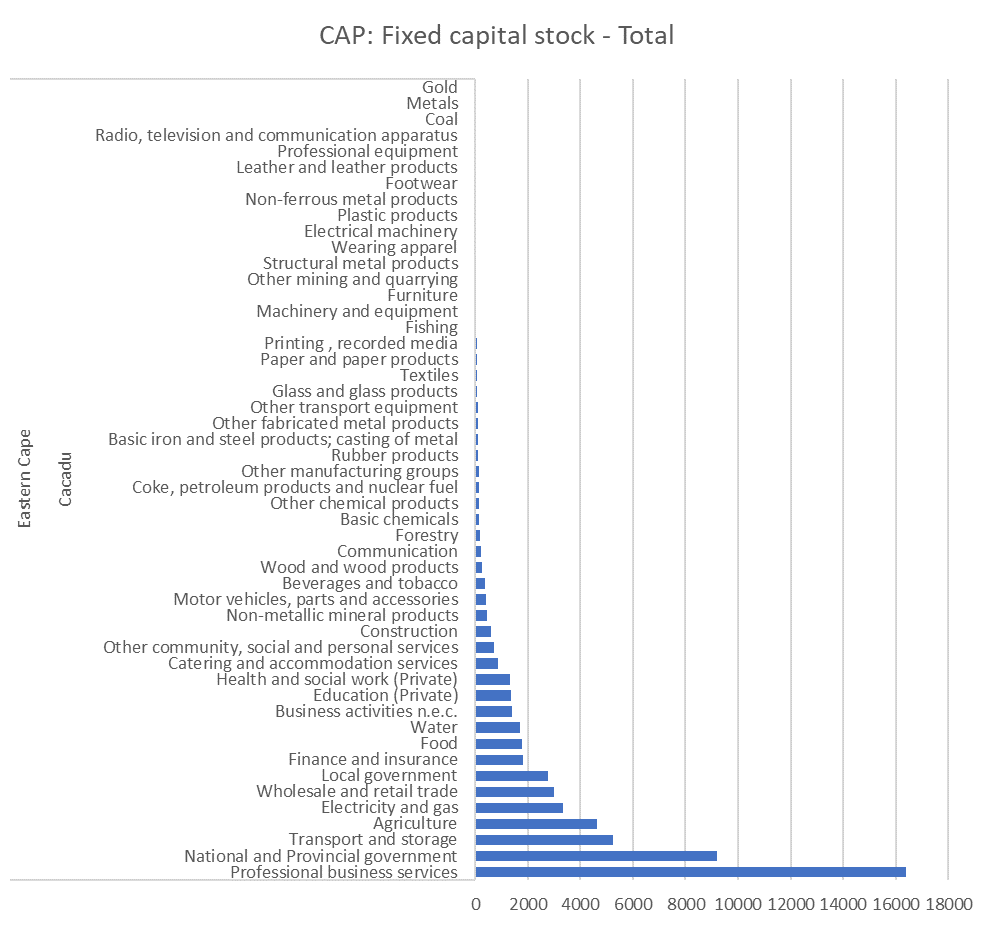 CAP: Fixed capital stock - Total
Gold
Metals
Coal
Radio, television and communication apparatus
Professional equipment
Leather and leather products
Footwear
Non-ferrous metal products
Plastic products
Electrical machinery
Wearing apparel
Structural metal products
Other mining and quarrying
Furniture
Machinery and equipment
Fishing
Printing , recorded media
Paper and paper products
Textiles
Glass and glass products
Other transport equipment
Other fabricated metal products
Basic iron and steel products; casting of metal
Rubber products
Other manufacturing groups
Coke, petroleum products and nuclear fuel
Other chemical products
Basic chemicals
Forestry
Communication
Wood and wood products
Beverages and tobacco
Motor vehicles, parts and accessories
Non-metallic mineral products
Construction
Other community, social and personal services
Catering and accommodation services
Health and social work (Private)
Education (Private)
Business activities n.e.c.
Water
Food
Finance and insurance
Local government
Wholesale and retail trade
Electricity and gas
Agriculture
Transport and storage
National and Provincial government
Professional business services
Eastern Cape
Cacadu
0 2000 4000 6000 8000 10000 12000 14000 16000 18000